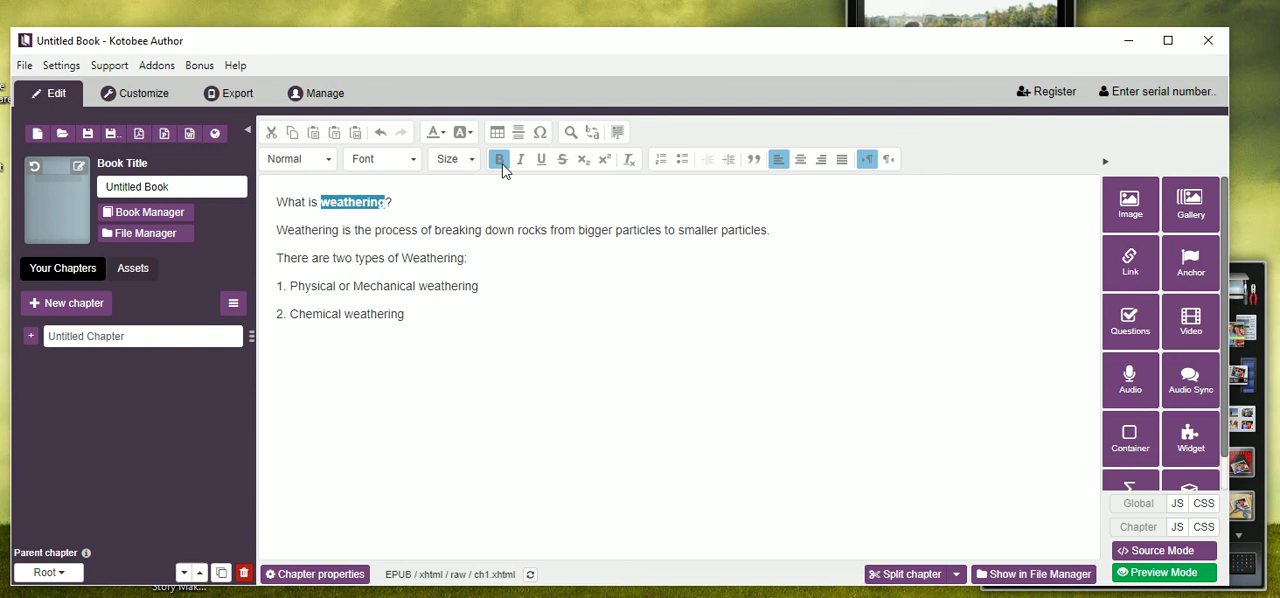 Untitled Book - Kotobee Author
File Settings Support Addons Bonus Help
Edit Customize Export Manage Register Enter serial number..
Book Title
Untitled Book
Book Manager
File Manager
Your Chapters Assets
New chapter
Untitled Chapter
Parent chapter
Root
Normal Font Size
What is weathering?
Weathering is the process of breaking down rocks from bigger particles to smaller particles.
There are two types of Weathering:
1. Physical or Mechanical weathering
2. Chemical weathering
Chapter properties EPUB / xhtml / raw / ch1.xhtml Split chapter Show in File Manager
Image Gallery
Link Anchor
Questions Video
Audio Audio Sync
Container Widget
Global JS CSS
Chapter JS CSS
</> Source Mode
Preview Mode